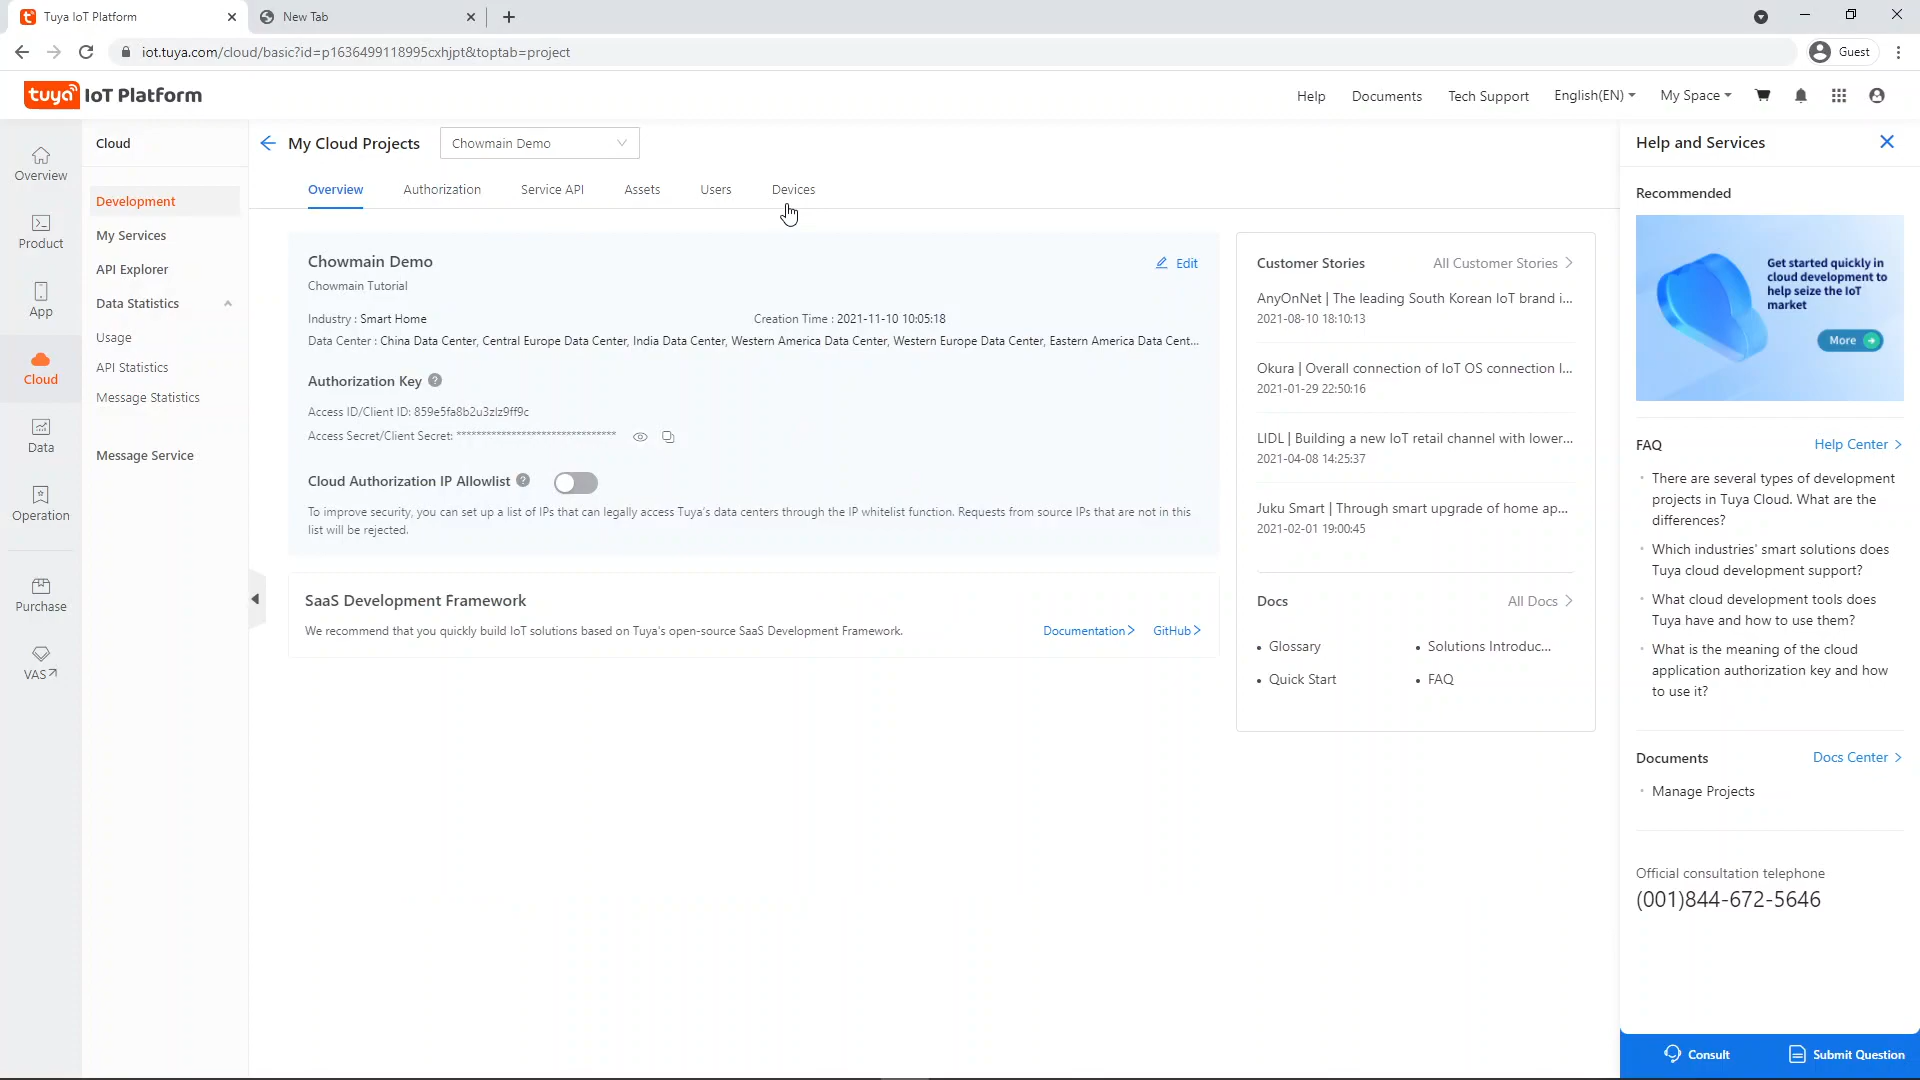 Tuya IoT Platform
New Tab
iot.tuya.com/cloud/basic?id=p1636499118995cxhjpt&toptab=project
Guest
tuya IoT Platform
Help
Documents
Tech Support
English(EN)
My Space
Overview
Product
App
Cloud
Data
Operation
Purchase
VAS
Cloud
Development
My Services
API Explorer
Data Statistics
Usage
API Statistics
Message Statistics
Message Service
My Cloud Projects
Chowmain Demo
Overview
Authorization
Service API
Assets
Users
Devices
Chowmain Demo
Edit
Chowmain Tutorial
Industry : Smart Home
Creation Time : 2021-11-10 10:05:18
Data Center : China Data Center, Central Europe Data Center, India Data Center, Western America Data Center, Western Europe Data Center, Eastern America Data Cent...
Authorization Key
Access ID/Client ID: 859e5fa8b2u3zlz9ff9c
Access Secret/Client Secret: ********************************
Cloud Authorization IP Allowlist
To improve security, you can set up a list of IPs that can legally access Tuya's data centers through the IP whitelist function. Requests from source IPs that are not in this
list will be rejected.
SaaS Development Framework
We recommend that you quickly build IoT solutions based on Tuya's open-source SaaS Development Framework.
Documentation
GitHub
Customer Stories
All Customer Stories
AnyOnNet | The leading South Korean IoT brand i...
2021-08-10 18:10:13
Okura | Overall connection of IoT OS connection l...
2021-01-29 22:50:16
LIDL | Building a new IoT retail channel with lower...
2021-04-08 14:25:37
Juku Smart | Through smart upgrade of home ap...
2021-02-01 19:00:45
Docs
All Docs
Glossary
Solutions Introduc...
Quick Start
FAQ
Help and Services
Recommended
Get started quickly in
cloud development to
help seize the IoT
market
More
FAQ
Help Center
There are several types of development
projects in Tuya Cloud. What are the
differences?
Which industries' smart solutions does
Tuya cloud development support?
What cloud development tools does
Tuya have and how to use them?
What is the meaning of the cloud
application authorization key and how
to use it?
Documents
Docs Center
Manage Projects
Official consultation telephone
(001)844-672-5646
Consult
Submit Question